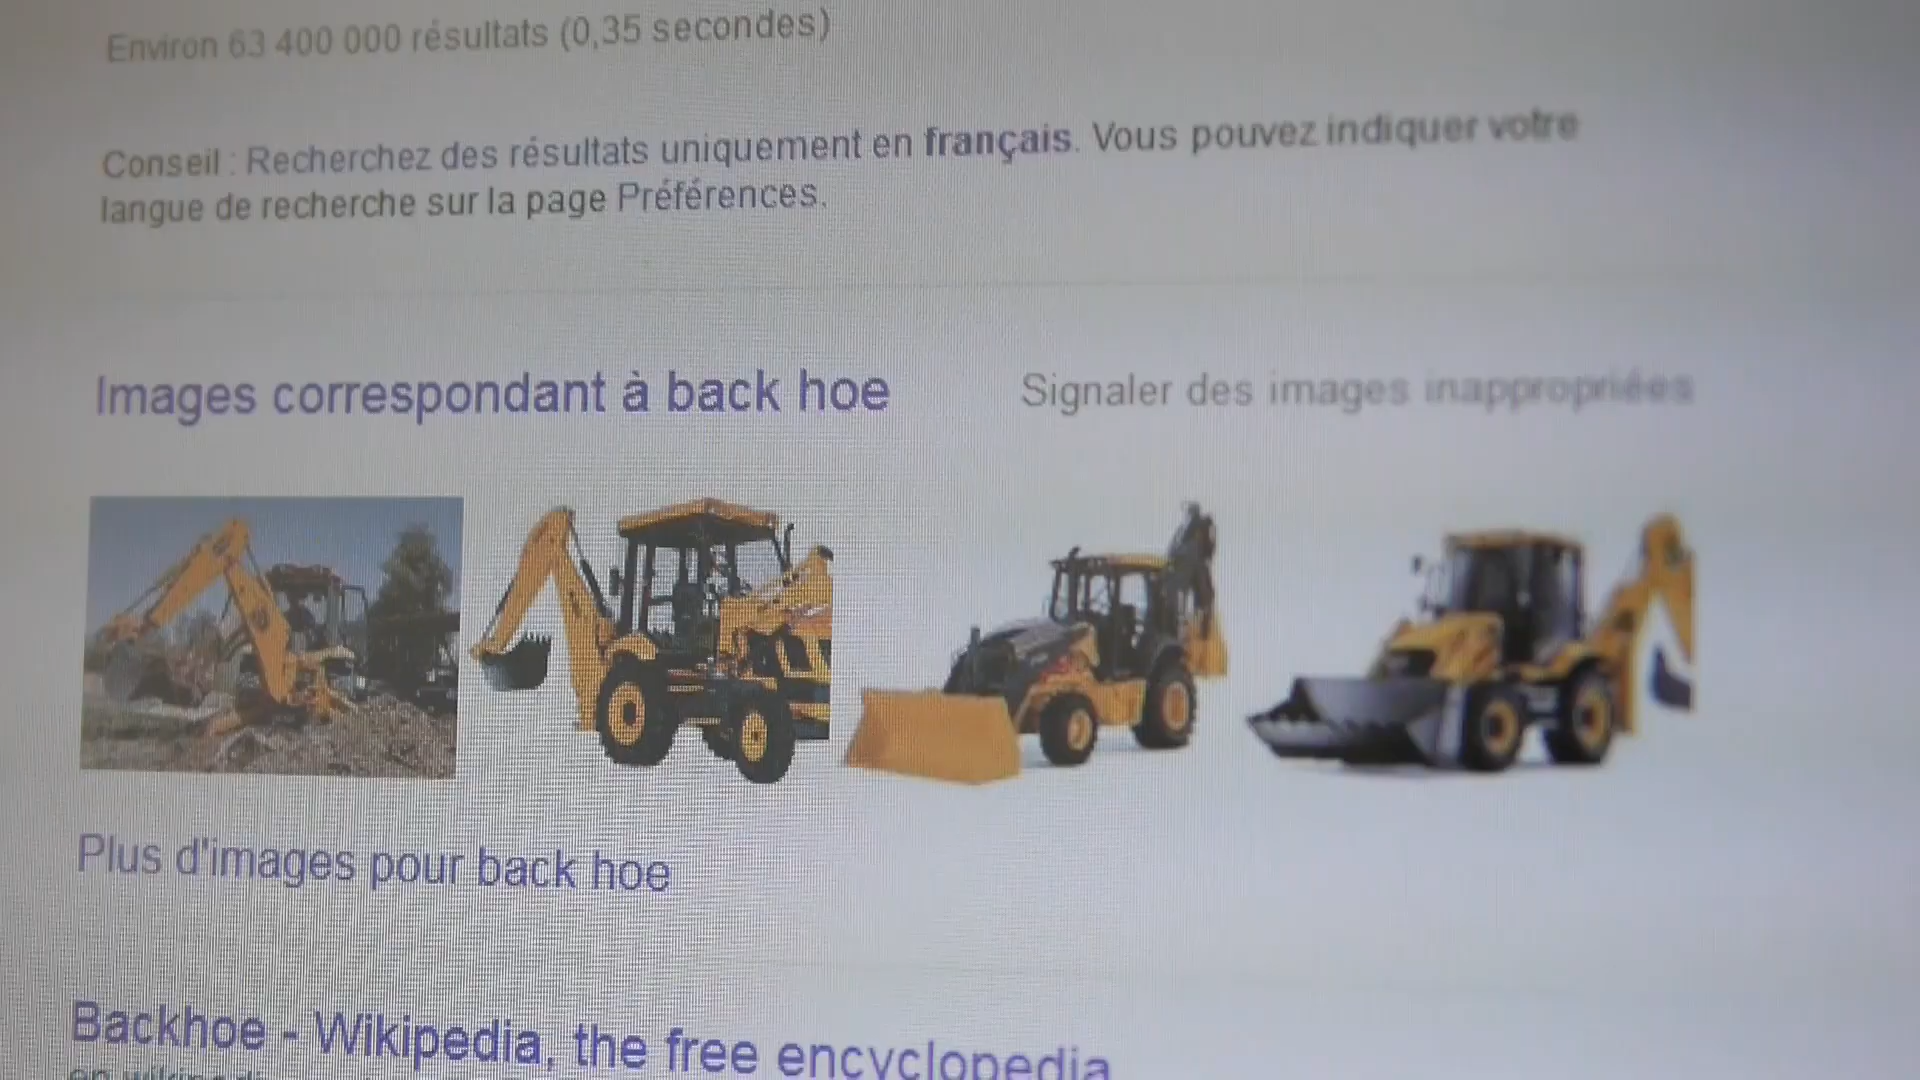 Environ 63 400 000 résultats (0,35 secondes)
Conseil : Recherchez des résultats uniquement en français. Vous pouvez indiquer votre
langue de recherche sur la page Préférences.
Images correspondant à back hoe
Signaler des images inappropriées
Plus d'images pour back hoe
Backhoe - Wikipedia, the free encyclopedia